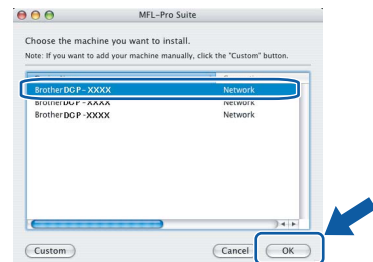 MFL-Pro Suite
Choose the machine you want to install.
Note: If you want to add your machine manually, click the "Custom" button.
Brother DCP-XXXX Network
Brother DCP-XXXX Network
Brother DCP-XXXX Network
Custom Cancel OK